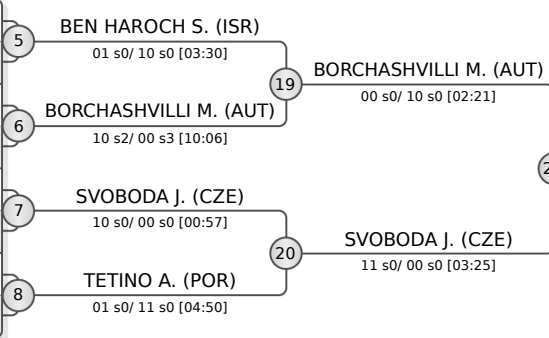 BEN HAROCH S. (ISR)
5
01 s0/ 10 s0 [03:30]
19
BORCHASHVILLI M. (AUT)
00 s0/ 10 s0 [02:21]
BORCHASHVILLI M. (AUT)
6
10 s2/ 00 s3 [10:06]
2
SVOBODA J. (CZE)
7
10 s0/ 00 s0 [00:57]
20
SVOBODA J. (CZE)
11 s0/ 00 s0 [03:25]
TETINO A. (POR)
8
01 s0/ 11 s0 [04:50]